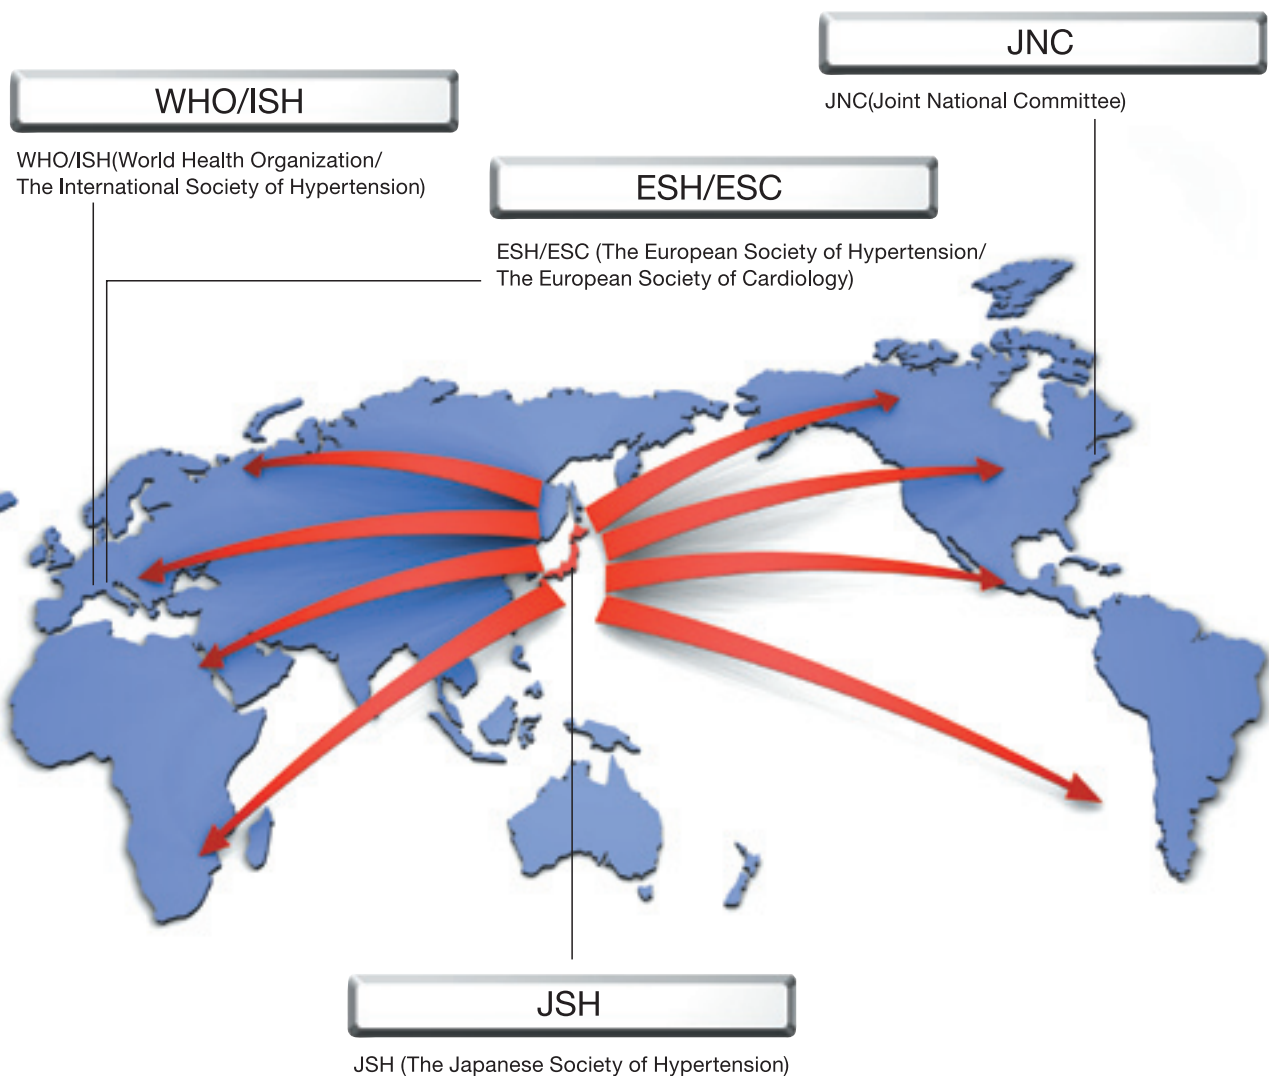 JNC
JNC(Joint National Committee)
WHO/ISH
WHO/ISH(World Health Organization/
The International Society of Hypertension)
ESH/ESC
ESH/ESC (The European Society of Hypertension/
The European Society of Cardiology)
JSH
JSH (The Japanese Society of Hypertension)